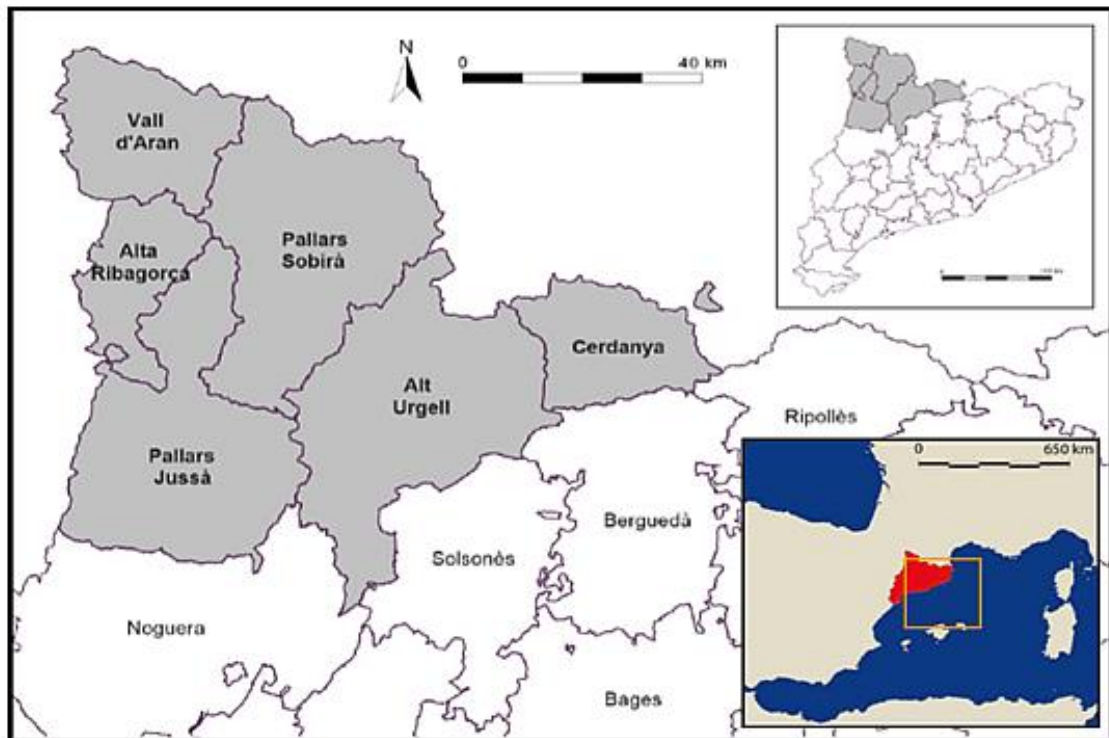 N
0 40 km
Vall
d'Aran
Alta
Ribagorça
Pallars
Sobirà
Cerdanya
Alt
Urgell
Pallars
Jussà
Ripollès
Berguedà
Solsonès
Noguera
Bages
0 650 km